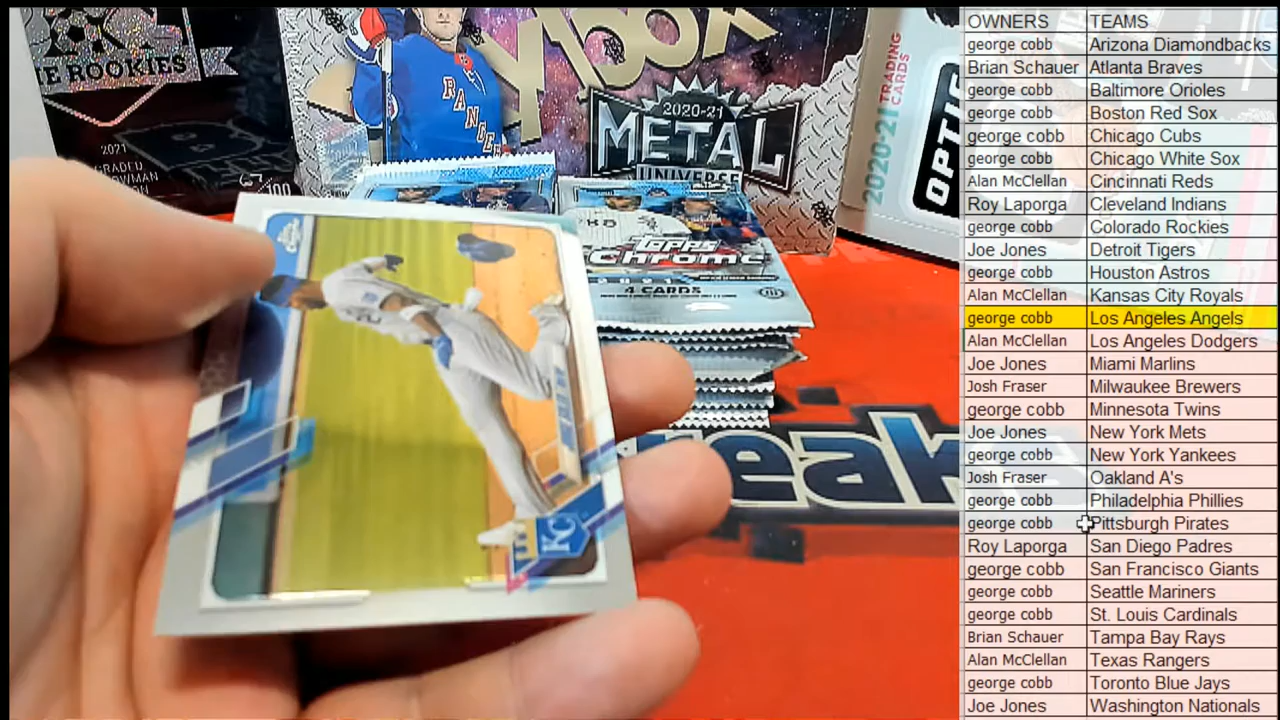 THE ROOKIES
2021
GRADED
100
RANGERS
2020-21
METAL
UNIVERSE
2020-21 TRADING CARDS
OPTIC
Topps
Chrome
2021
4 CARDS
KC
reak
OWNERS TEAMS
george cobb Arizona Diamondbacks
Brian Schauer Atlanta Braves
george cobb Baltimore Orioles
george cobb Boston Red Sox
george cobb Chicago Cubs
george cobb Chicago White Sox
Alan McClellan Cincinnati Reds
Roy Laporga Cleveland Indians
george cobb Colorado Rockies
Joe Jones Detroit Tigers
george cobb Houston Astros
Alan McClellan Kansas City Royals
george cobb Los Angeles Angels
Alan McClellan Los Angeles Dodgers
Joe Jones Miami Marlins
Josh Fraser Milwaukee Brewers
george cobb Minnesota Twins
Joe Jones New York Mets
george cobb New York Yankees
Josh Fraser Oakland A's
george cobb Philadelphia Phillies
george cobb Pittsburgh Pirates
Roy Laporga San Diego Padres
george cobb San Francisco Giants
george cobb Seattle Mariners
george cobb St. Louis Cardinals
Brian Schauer Tampa Bay Rays
Alan McClellan Texas Rangers
george cobb Toronto Blue Jays
Joe Jones Washington Nationals